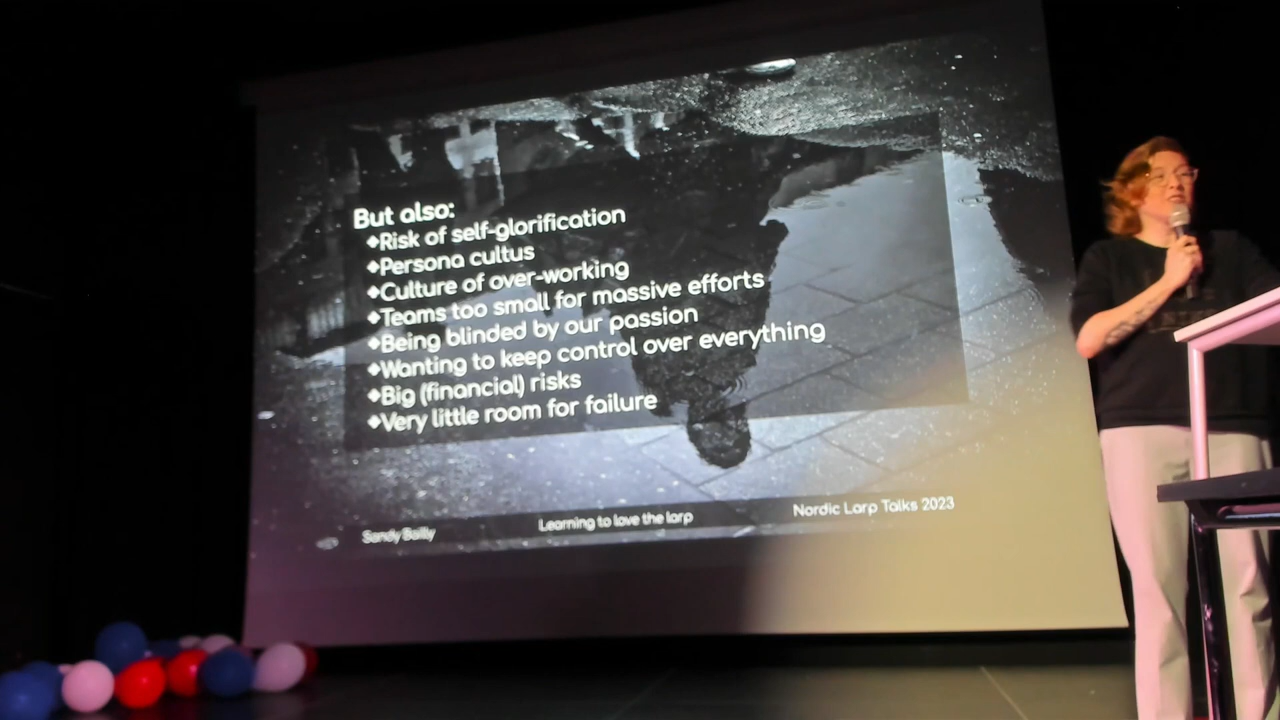 But also:
◆Risk of self-glorification
◆Persona cultus
◆Culture of over-working
◆Teams too small for massive efforts
◆Being blinded by our passion
◆Wanting to keep control over everything
◆Big (financial) risks
◆Very little room for failure
Sandy Bailly
Learning to love the larp
Nordic Larp Talks 2023